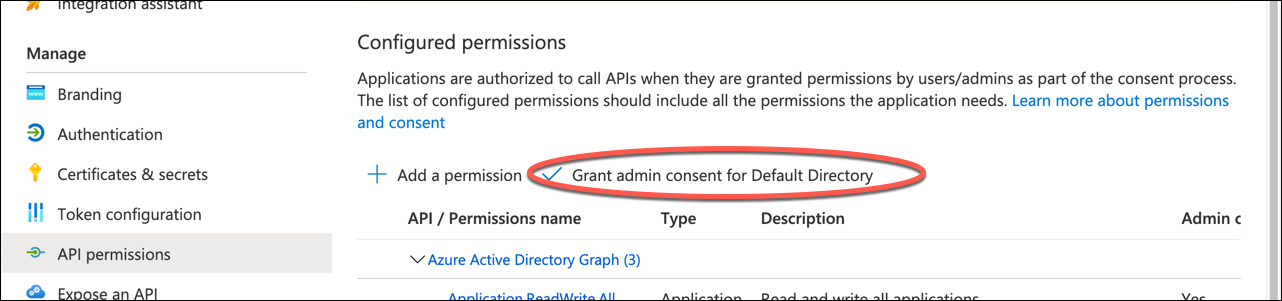 Integration assistant
Manage
Branding
Authentication
Certificates & secrets
Token configuration
API permissions
Expose an API
Configured permissions
Applications are authorized to call APIs when they are granted permissions by users/admins as part of the consent process.
The list of configured permissions should include all the permissions the application needs. Learn more about permissions
and consent
Add a permission
Grant admin consent for Default Directory
API / Permissions name Type Description Admin c
Azure Active Directory Graph (3)
Application.ReadWrite.All Application Read and write all applications Yes